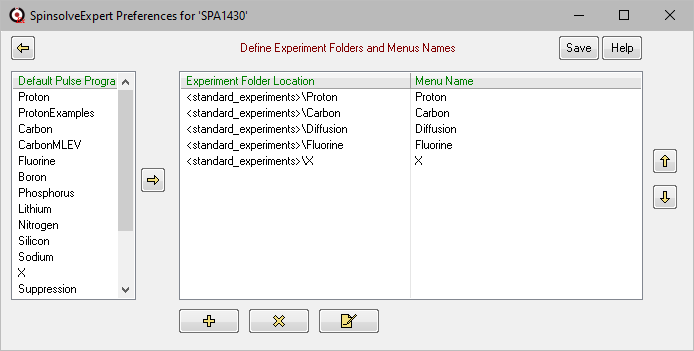 SpinsolveExpert Preferences for 'SPA1430'
Define Experiment Folders and Menus Names
Save
Help
Default Pulse Progra
Proton
ProtonExamples
Carbon
CarbonMLEV
Fluorine
Boron
Phosphorus
Lithium
Nitrogen
Silicon
Sodium
X
Suppression
Experiment Folder Location Menu Name
<standard_experiments>\Proton Proton
<standard_experiments>\Carbon Carbon
<standard_experiments>\Diffusion Diffusion
<standard_experiments>\Fluorine Fluorine
<standard_experiments>\X X